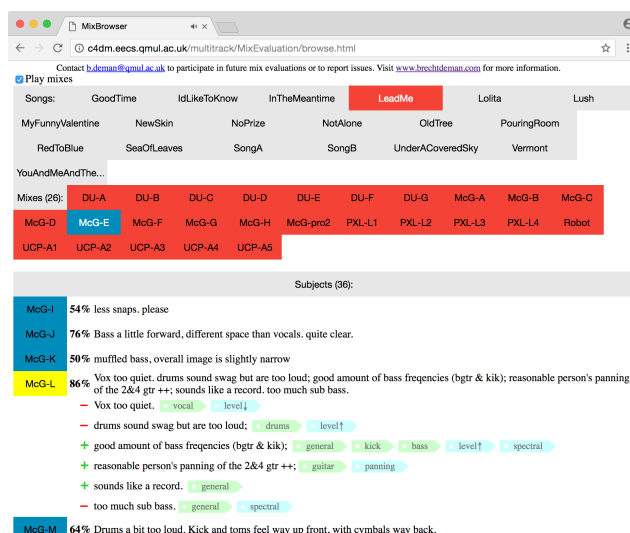 MixBrowser
c4dm.eecs.qmul.ac.uk/multitrack/MixEvaluation/browse.html
Contact b.deman@qmul.ac.uk to participate in future mix evaluations or to report issues. Visit www.brechtdeman.com for more information.
Play mixes
Songs: GoodTime IdLikeToKnow InTheMeantime LeadMe Lolita Lush
MyFunnyValentine NewSkin NoPrize NotAlone OldTree PouringRoom
RedToBlue SeaOfLeaves SongA SongB UnderACoveredSky Vermont
YouAndMeAndThe...
Mixes (26): DU-A DU-B DU-C DU-D DU-E DU-F DU-G McG-A McG-B McG-C
McG-D McG-E McG-F McG-G McG-H McG-pro2 PXL-L1 PXL-L2 PXL-L3 PXL-L4 Robot
UCP-A1 UCP-A2 UCP-A3 UCP-A4 UCP-A5
Subjects (36):
McG-I 54% less snaps. please
McG-J 76% Bass a little forward, different space than vocals. quite clear.
McG-K 50% muffled bass, overall image is slightly narrow
McG-L 86% Vox too quiet. drums sound swag but are too loud; good amount of bass freqencies (bgtr & kik); reasonable person's panning
of the 2&4 gtr ++; sounds like a record. too much sub bass.
− Vox too quiet. vocal level↓
− drums sound swag but are too loud; drums level↑
+ good amount of bass freqencies (bgtr & kik); general kick bass level↑ spectral
+ reasonable person's panning of the 2&4 gtr ++; guitar panning
+ sounds like a record. general
− too much sub bass. general spectral
McG-M 64% Drums a bit too loud. Kick and toms feel way up front, with cymbals way back.